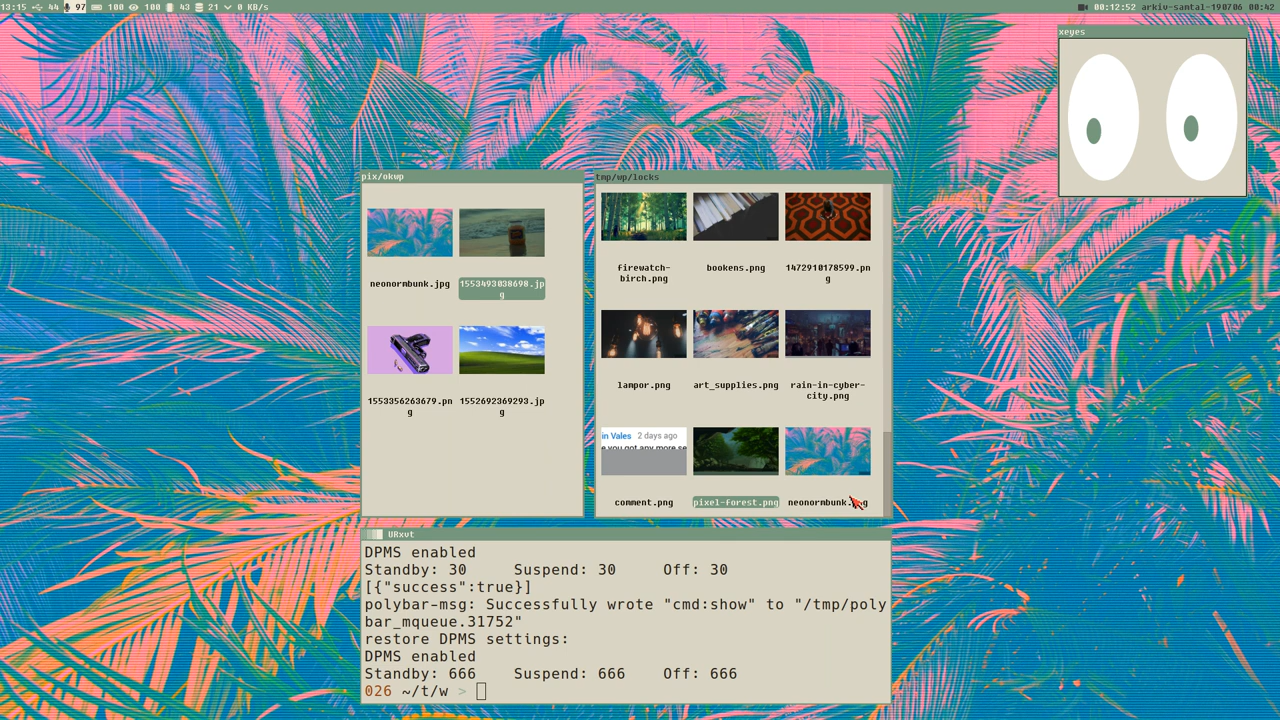 13:15 44 97 100 100 43 21 0 KB/s
00:12:52 arkiv-samtal-190706 00:42
xeyes
pix/okwp
neonormbunk.jpg
1553493038698.jp
g
1553356263679.pn
g
1552692369293.jp
g
tmp/wp/locks
firewatch-
birch.png
bookens.png
1472910178599.pn
g
lampor.png
art_supplies.png
rain-in-cyber-
city.png
in Vales 2 days ago
comment.png
pixel-forest.png
URxvt
DPMS enabled
Standby: 30 Suspend: 30 Off: 30
[{"success":true}]
polybar-msg: Successfully wrote "cmd:show" to "/tmp/poly
bar_mqueue.31752"
restore DPMS settings:
DPMS enabled
Standby: 666 Suspend: 666 Off: 666
026 ~/t/w >